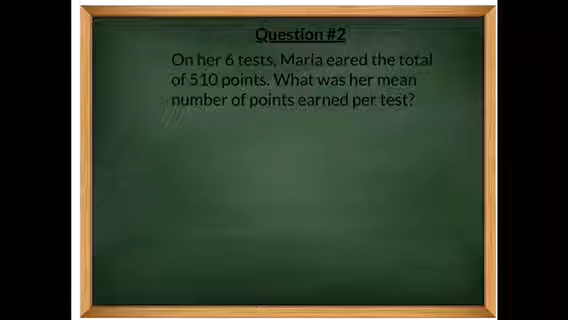 Question #2
On her 6 tests, Maria eared the total
of 510 points. What was her mean
number of points earned per test?